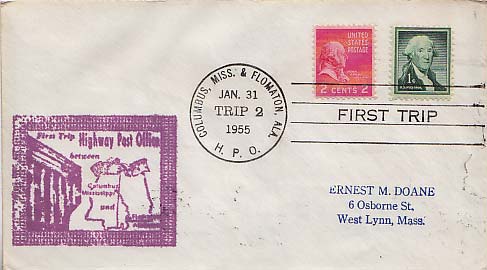 First Trip
Highway Post Office
between
Columbus
Mississippi
and
COLUMBUS, MISS. & FLOMATON, ALA.
JAN. 31
TRIP 2
1955
H. P. O.
UNITED
STATES
POSTAGE
2 CENTS 2
1¢
FIRST TRIP
ERNEST M. DOANE
6 Osborne St.
West Lynn, Mass.